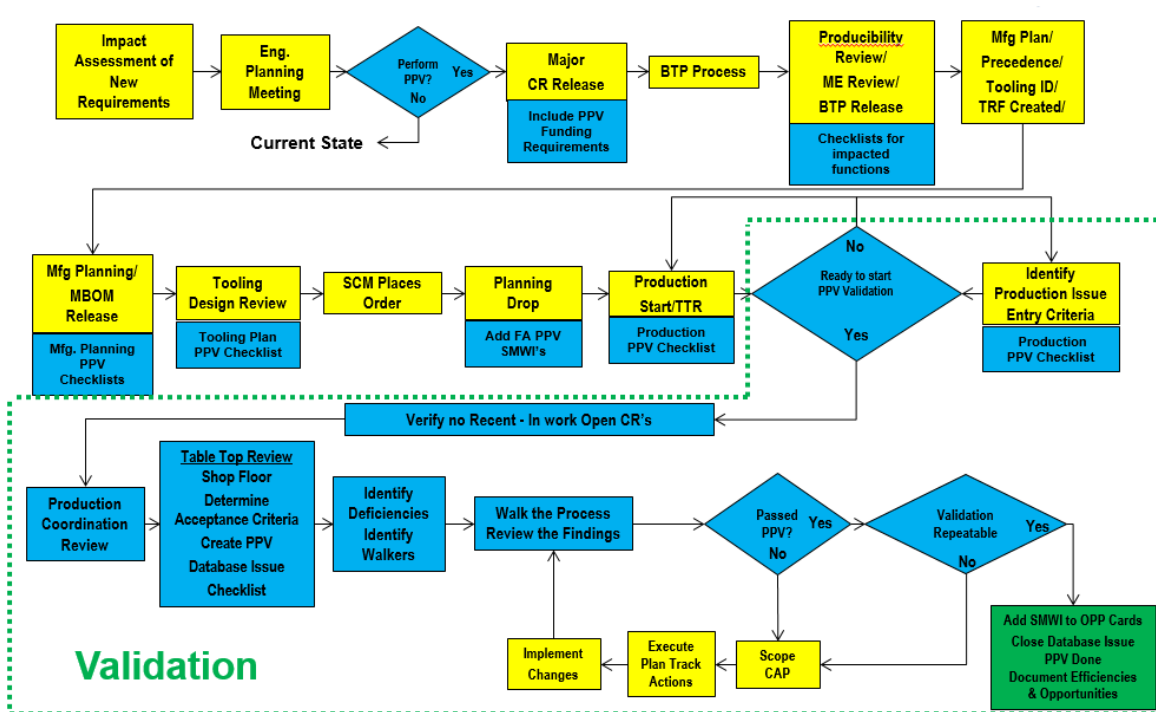 Impact
Assessment of
New
Requirements
Eng.
Planning
Meeting
Perform
PPV?
Yes
No
Current State
Major
CR Release
Include PPV
Funding
Requirements
BTP Process
Producibility
Review/
ME Review/
BTP Release
Checklists for
impacted
functions
Mfg Plan/
Precedence/
Tooling ID/
TRF Created/
Mfg Planning/
MBOM
Release
Mfg. Planning
PPV
Checklists
Tooling
Design Review
Tooling Plan
PPV Checklist
SCM Places
Order
Planning
Drop
Add FA PPV
SMWI's
Production
Start/TTR
Production
PPV Checklist
No
Ready to start
PPV Validation
Yes
Identify
Production Issue
Entry Criteria
Production
PPV Checklist
Verify no Recent - In work Open CR's
Production
Coordination
Review
Table Top Review
Shop Floor
Determine
Acceptance Criteria
Create PPV
Database Issue
Checklist
Identify
Deficiencies
Identify
Walkers
Walk the Process
Review the Findings
Passed
PPV?
Yes
No
Validation
Repeatable
Yes
No
Implement
Changes
Execute
Plan Track
Actions
Scope
CAP
Add SMWI to OPP Cards
Close Database Issue
PPV Done
Document Efficiencies
& Opportunities
Validation